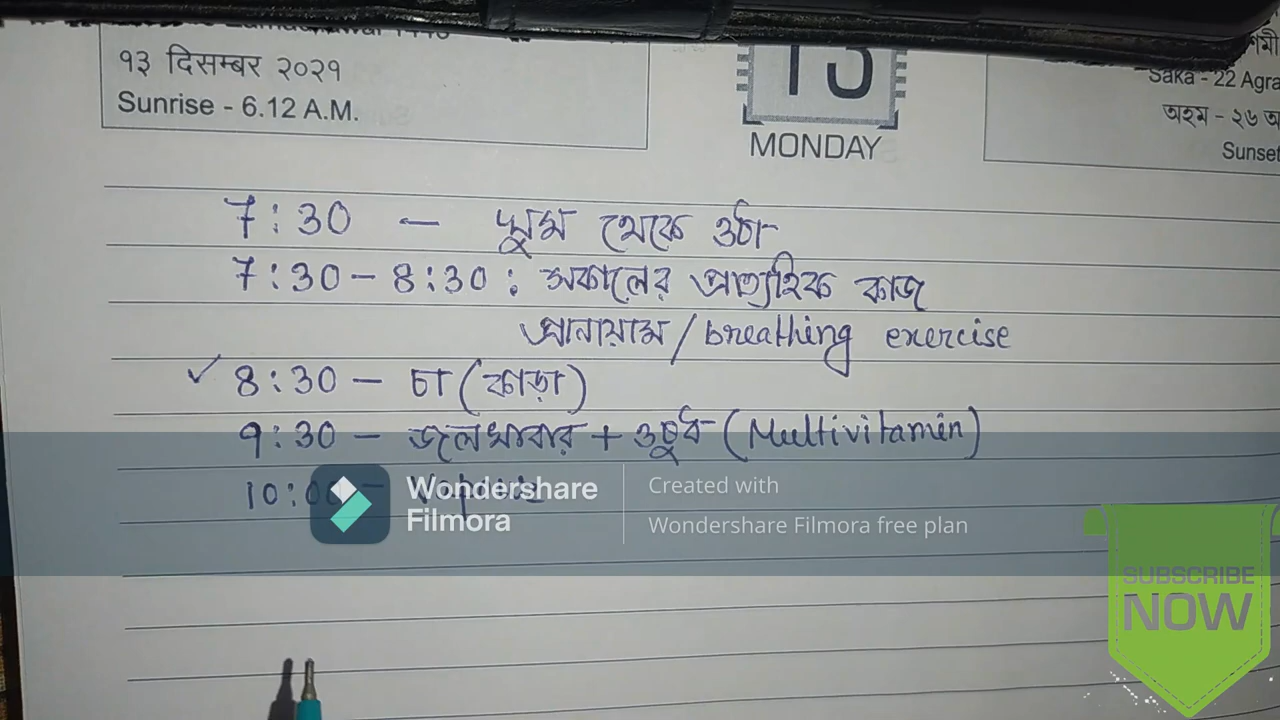 १३ दिसम्बर २०२१
Sunrise - 6.12 A.M.
13
MONDAY
Saka - 22 Agra
অহম - ২৬ অ
Sunset
7:30 — ঘুম থেকে ওঠা
7:30 - 8:30 : সকালের প্রাত্যহিক কাজ
প্রানায়াম / breathing exercise
✓ 8:30 — চা (কাড়া)
9:30 — জলখাবার + ওষুধ (Multivitamin)
10:00 —
Wondershare
Filmora
Created with
Wondershare Filmora free plan
SUBSCRIBE
NOW